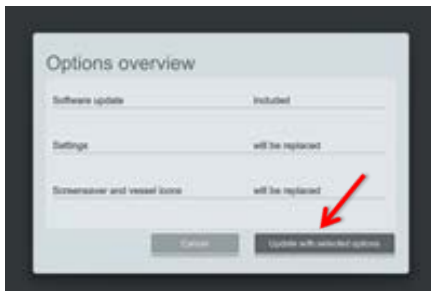 Options overview
Software update included
Settings will be replaced
Screensaver and vessel icons will be replaced
Cancel Update with selected options